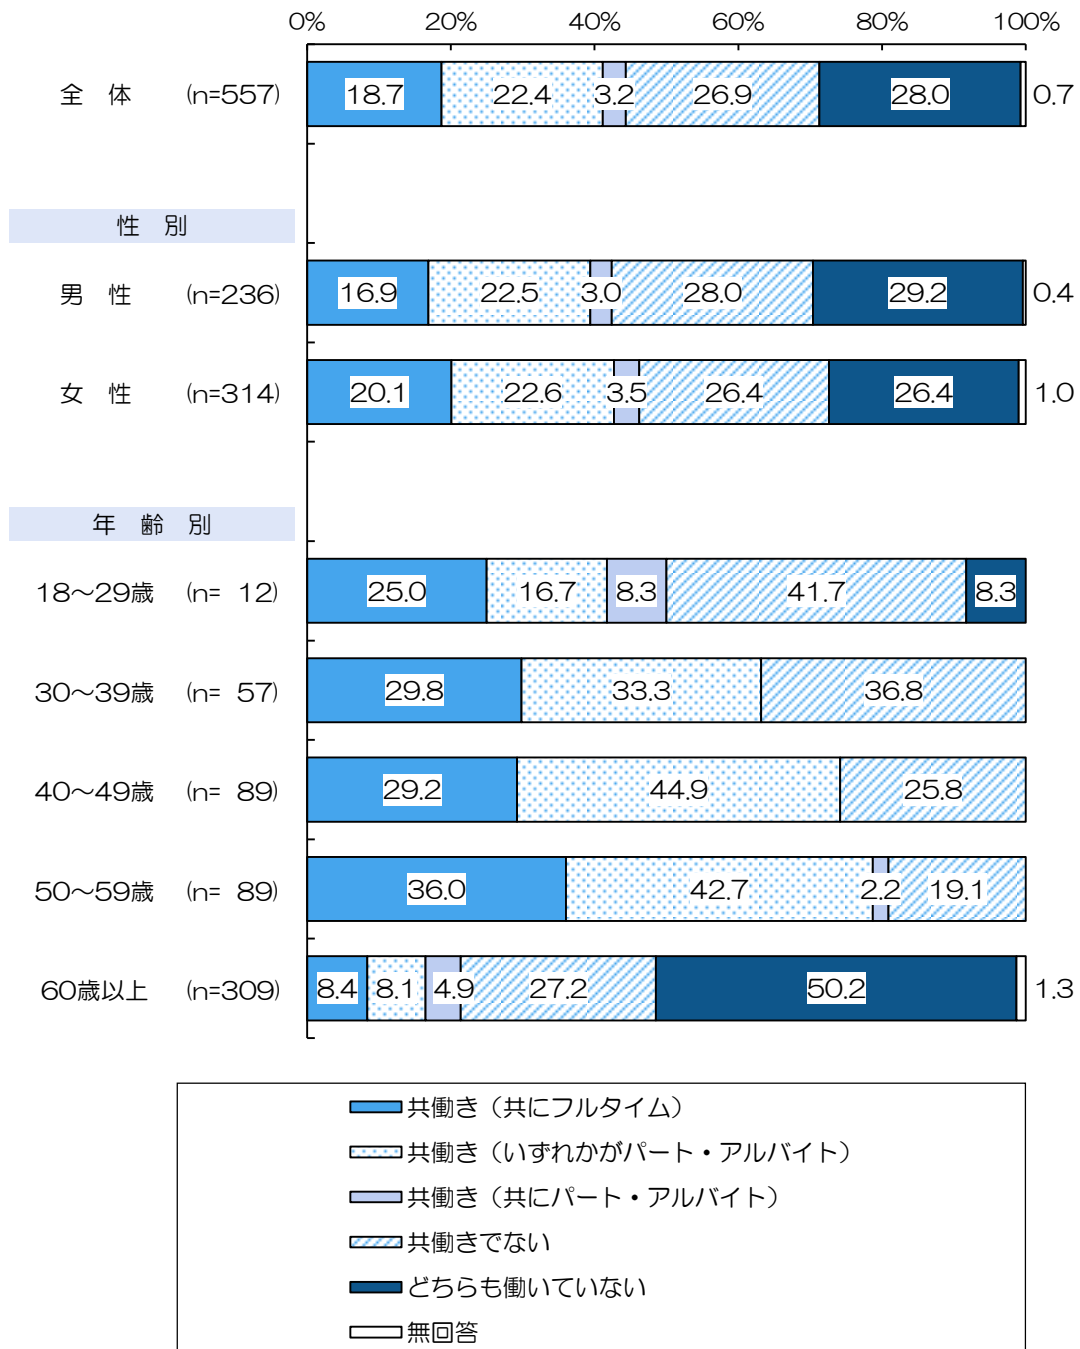 0% 20% 40% 60% 80% 100%
全 体 (n=557) 18.7 22.4 3.2 26.9 28.0 0.7
性 別
男 性 (n=236) 16.9 22.5 3.0 28.0 29.2 0.4
女 性 (n=314) 20.1 22.6 3.5 26.4 26.4 1.0
年 齢 別
18～29歳 (n= 12) 25.0 16.7 8.3 41.7 8.3
30～39歳 (n= 57) 29.8 33.3 36.8
40～49歳 (n= 89) 29.2 44.9 25.8
50～59歳 (n= 89) 36.0 42.7 2.2 19.1
60歳以上 (n=309) 8.4 8.1 4.9 27.2 50.2 1.3
共働き（共にフルタイム）
共働き（いずれかがパート・アルバイト）
共働き（共にパート・アルバイト）
共働きでない
どちらも働いていない
無回答